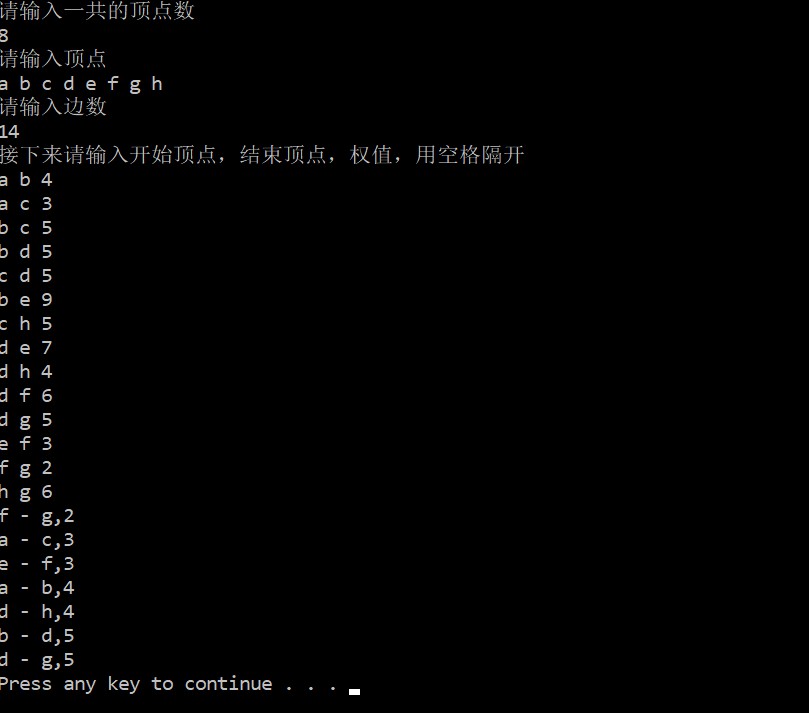 请输入一共的顶点数
8
请输入顶点
a b c d e f g h
请输入边数
14
接下来请输入开始顶点，结束顶点，权值，用空格隔开
a b 4
a c 3
b c 5
b d 5
c d 5
b e 9
c h 5
d e 7
d h 4
d f 6
d g 5
e f 3
f g 2
h g 6
f - g,2
a - c,3
e - f,3
a - b,4
d - h,4
b - d,5
d - g,5
Press any key to continue . . .